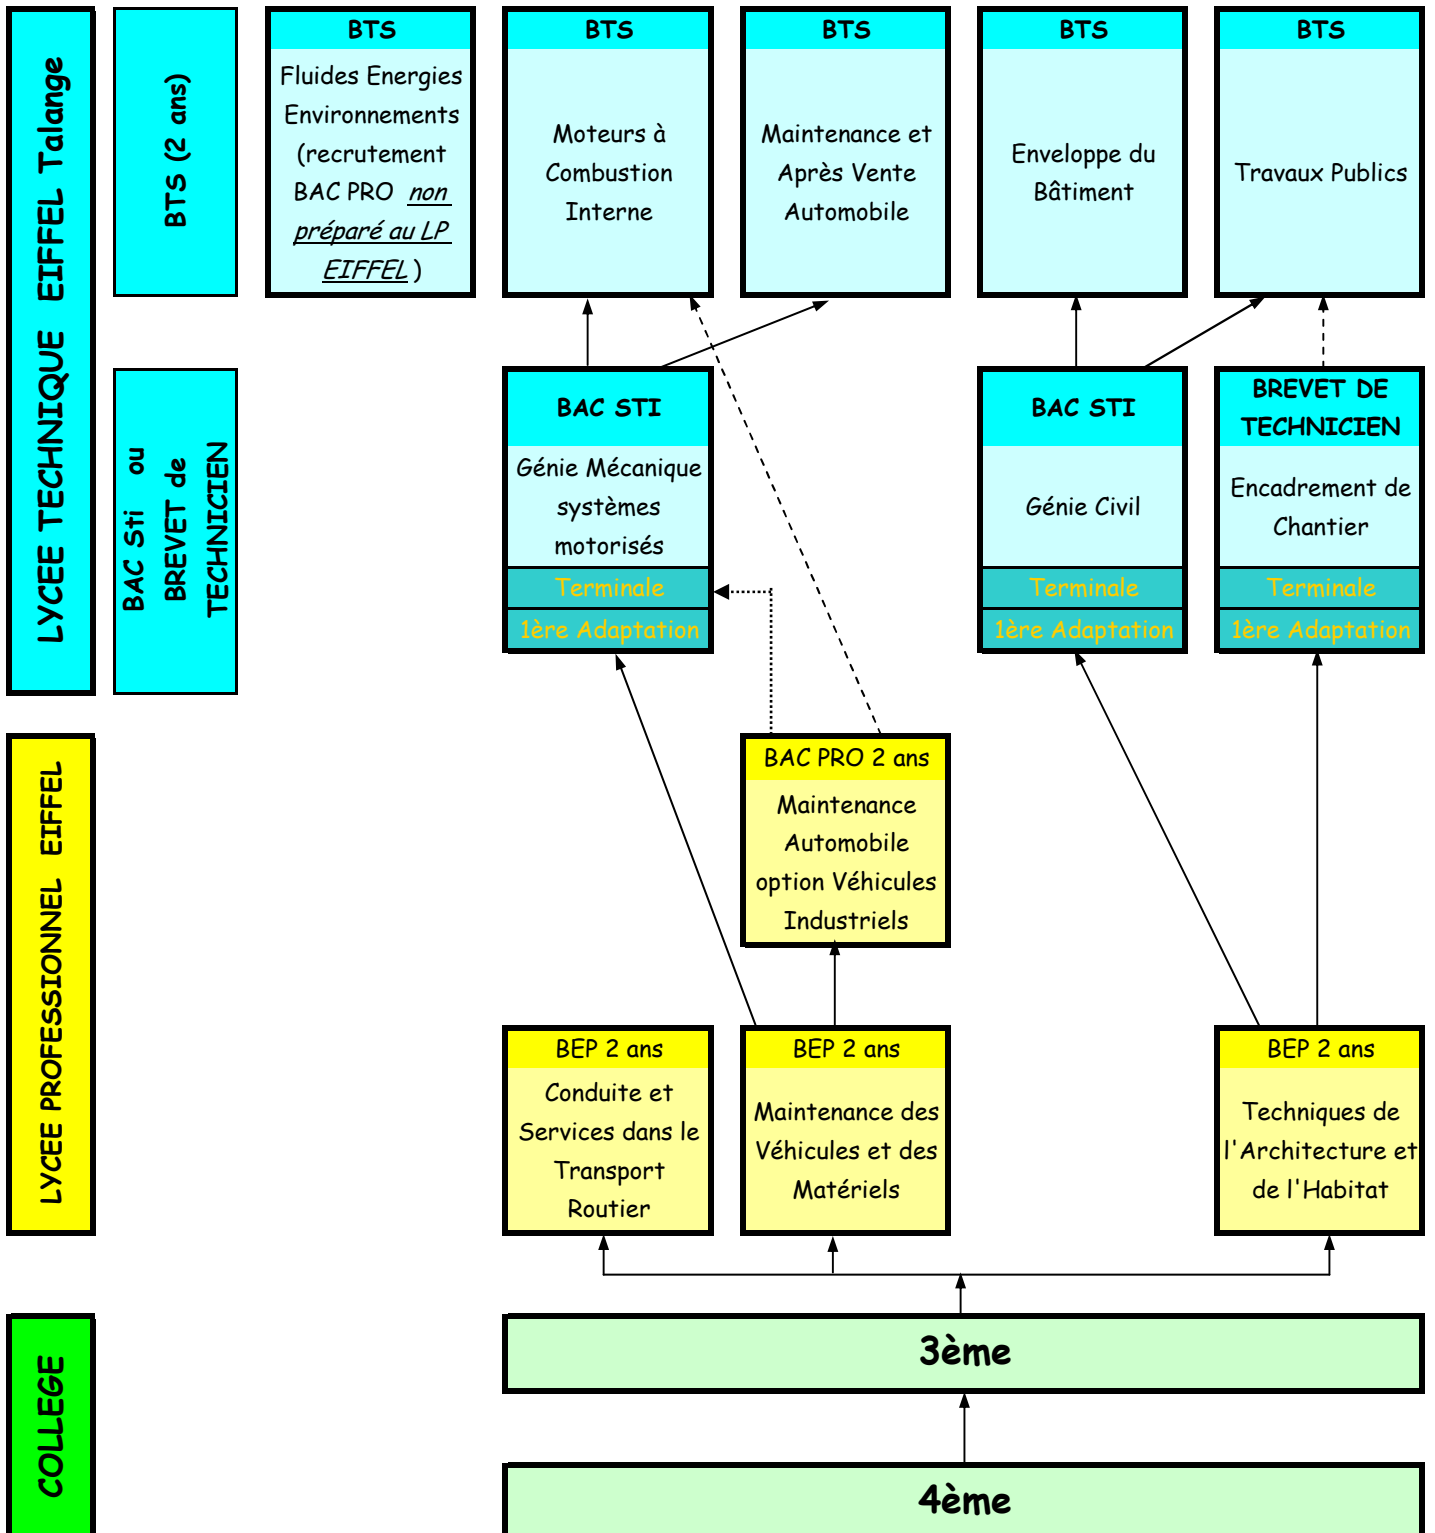 LYCEE TECHNIQUE EIFFEL Talange
BTS (2 ans)
BTS
Fluides Energies
Environnements
(recrutement
BAC PRO non
préparé au LP
EIFFEL )
BTS
Moteurs à
Combustion
Interne
BTS
Maintenance et
Après Vente
Automobile
BTS
Enveloppe du
Bâtiment
BTS
Travaux Publics
BAC Sti ou
BREVET de
TECHNICIEN
BAC STI
Génie Mécanique
systèmes
motorisés
Terminale
1ère Adaptation
BAC STI
Génie Civil
Terminale
1ère Adaptation
BREVET DE
TECHNICIEN
Encadrement de
Chantier
Terminale
1ère Adaptation
LYCEE PROFESSIONNEL EIFFEL
BAC PRO 2 ans
Maintenance
Automobile
option Véhicules
Industriels
BEP 2 ans
Conduite et
Services dans le
Transport
Routier
BEP 2 ans
Maintenance des
Véhicules et des
Matériels
BEP 2 ans
Techniques de
l'Architecture et
de l'Habitat
COLLEGE
3ème
4ème